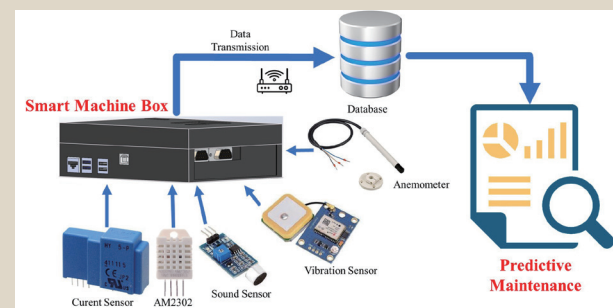 Data
Transmission
Smart Machine Box
Database
Anemometer
Vibration Sensor
Sound Sensor
Curent Sensor
AM2302
Predictive
Maintenance